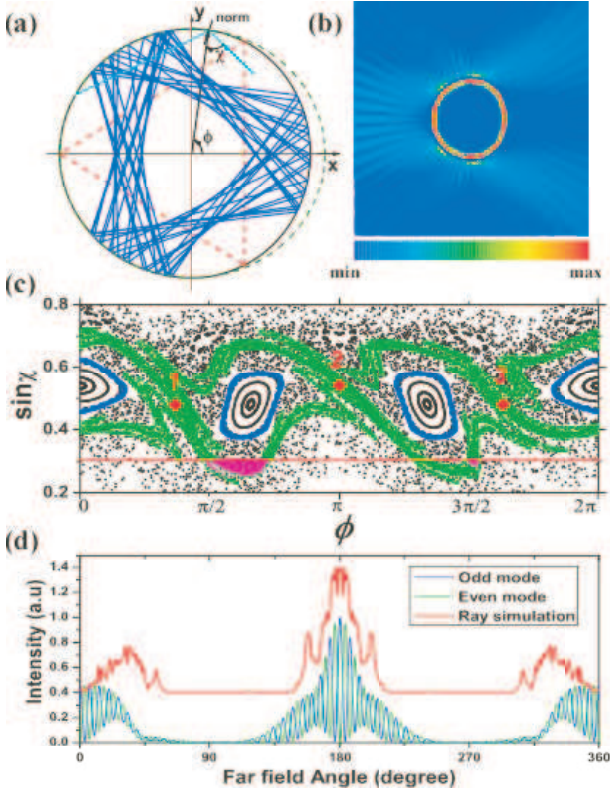 (a)
y
norm
χ
ϕ
x
(b)
min
max
(c)
0.8
0.6
0.4
0.2
sinχ
1
2
3
0
π/2
π
3π/2
2π
ϕ
(d)
1.4
1.2
1.0
0.8
0.6
0.4
0.2
0.0
Intensity (a.u)
Odd mode
Even mode
Ray simulation
0
90
180
270
360
Far field Angle (degree)